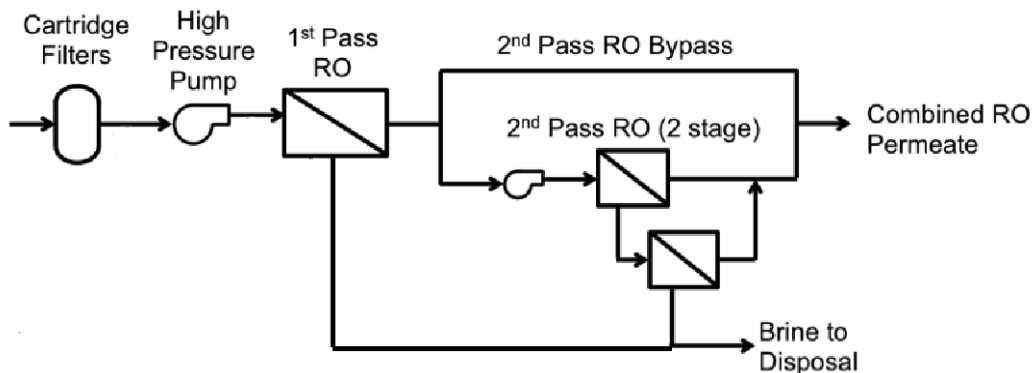 Cartridge
Filters
High
Pressure
Pump
1st Pass
RO
2nd Pass RO Bypass
2nd Pass RO (2 stage)
Combined RO
Permeate
Brine to
Disposal